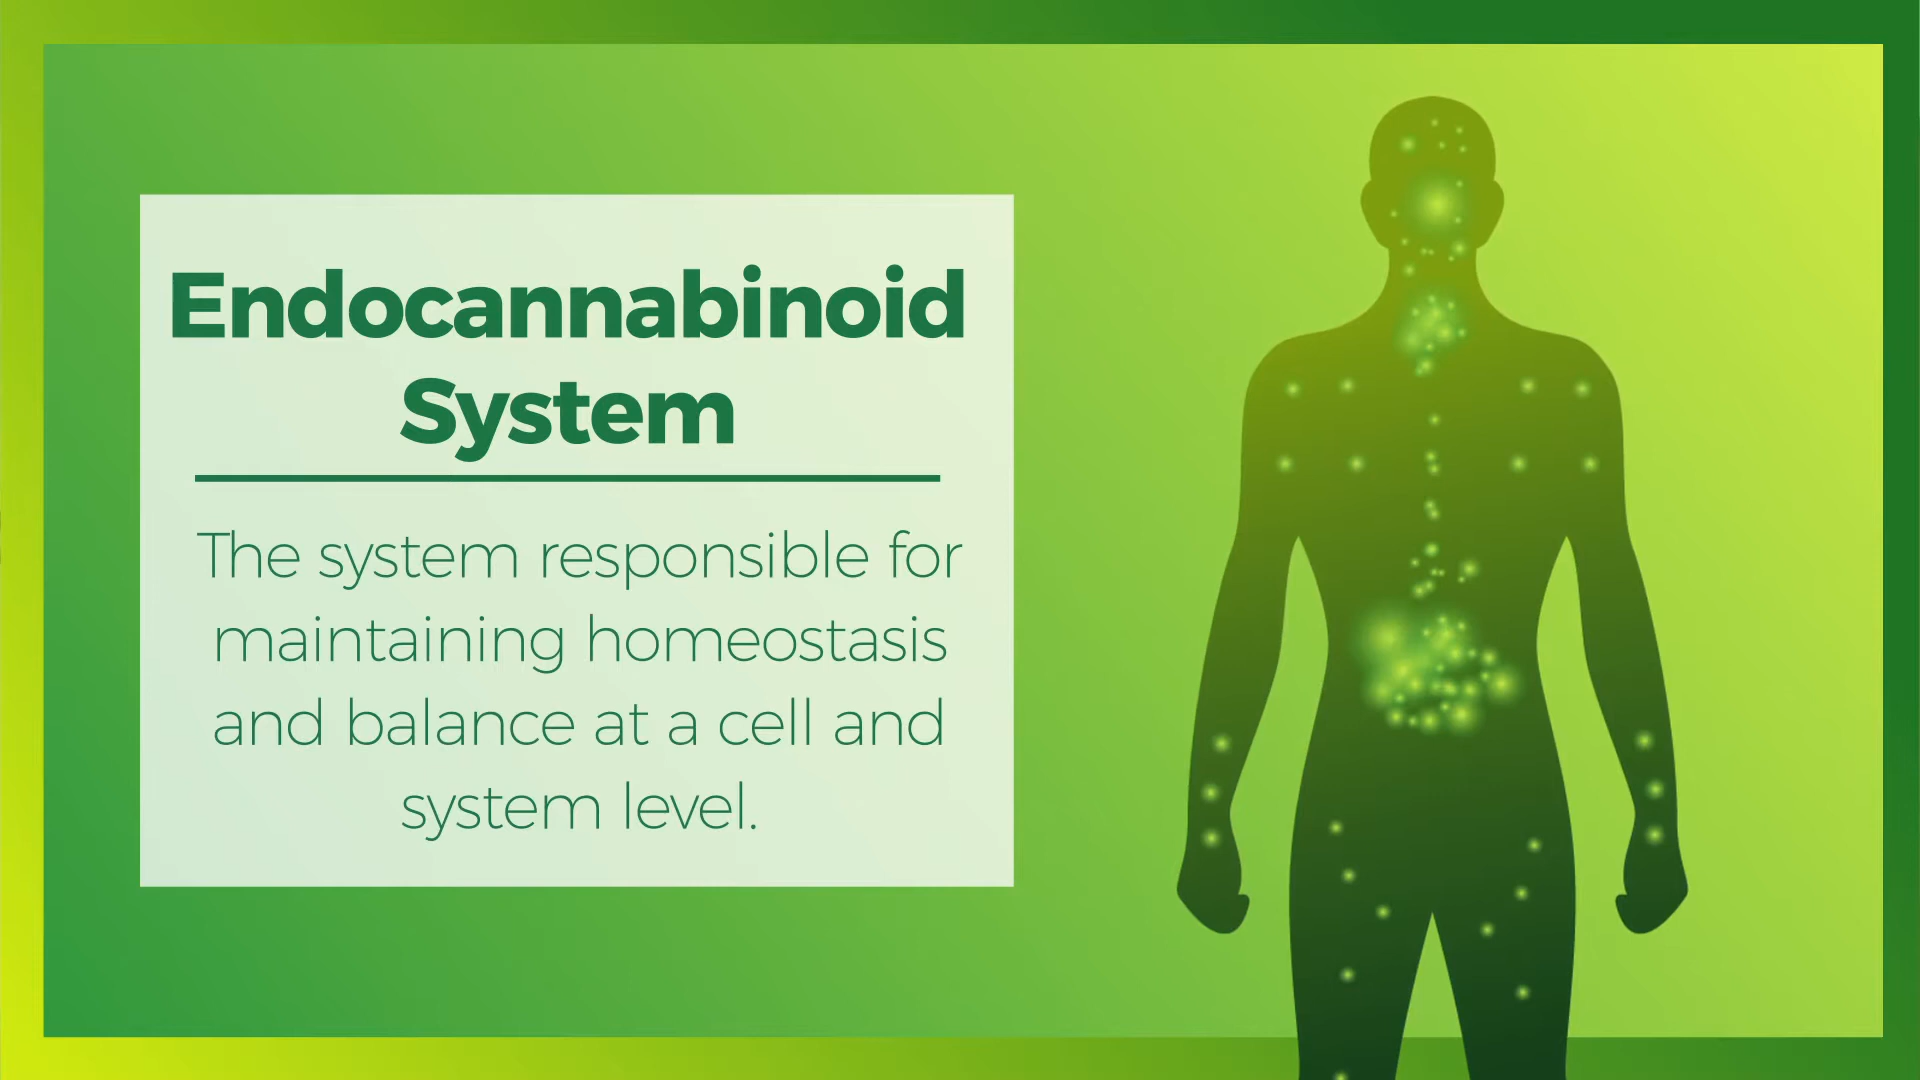 Endocannabinoid
System
The system responsible for
maintaining homeostasis
and balance at a cell and
system level.